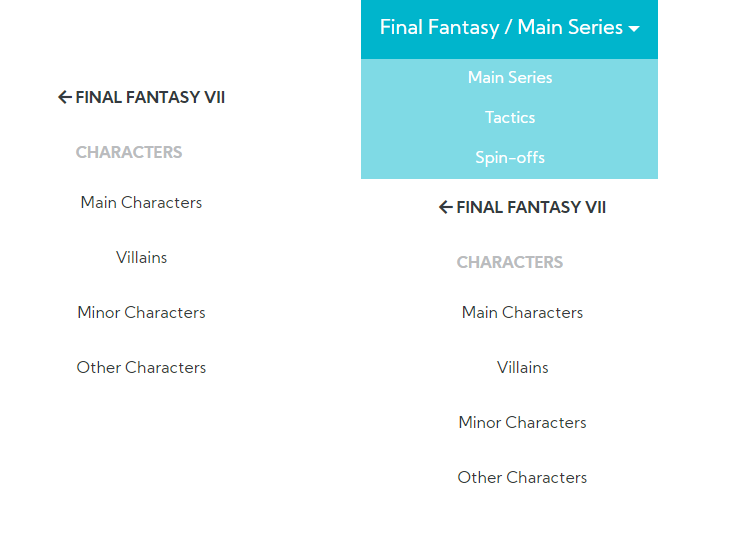 FINAL FANTASY VII
CHARACTERS
Main Characters
Villains
Minor Characters
Other Characters
Final Fantasy / Main Series
Main Series
Tactics
Spin-offs
FINAL FANTASY VII
CHARACTERS
Main Characters
Villains
Minor Characters
Other Characters